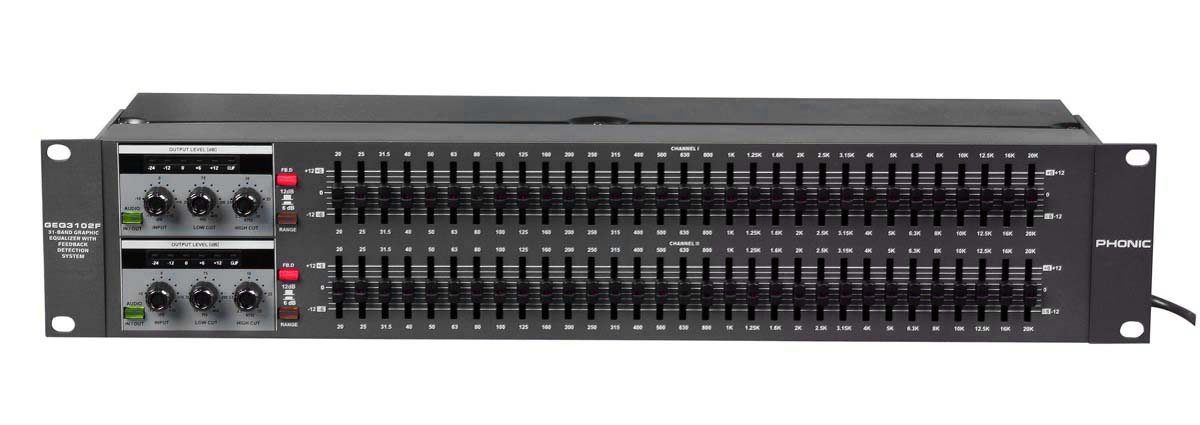 OUTPUT LEVEL [dB]
-24 -12 0 +6 +12 CLIP
AUDIO
IN / OUT
INPUT LOW CUT HIGH CUT
FB.D
12dB
6 dB
RANGE
CHANNEL I
20 25 31.5 40 50 63 80 100 125 160 200 250 315 400 500 630 800 1K 1.25K 1.6K 2K 2.5K 3.15K 4K 5K 6.3K 8K 10K 12.5K 16K 20K
+12 +6 +6 +12
0 0
-12 -6 -6 -12
20 25 31.5 40 50 63 80 100 125 160 200 250 315 400 500 630 800 1K 1.25K 1.6K 2K 2.5K 3.15K 4K 5K 6.3K 8K 10K 12.5K 16K 20K
GEQ3102F
31-BAND GRAPHIC
EQUALIZER WITH
FEEDBACK
DETECTION
SYSTEM
OUTPUT LEVEL [dB]
-24 -12 0 +6 +12 CLIP
AUDIO
IN / OUT
INPUT LOW CUT HIGH CUT
FB.D
12dB
6 dB
RANGE
CHANNEL II
20 25 31.5 40 50 63 80 100 125 160 200 250 315 400 500 630 800 1K 1.25K 1.6K 2K 2.5K 3.15K 4K 5K 6.3K 8K 10K 12.5K 16K 20K
+12 +6 +6 +12
0 0
-12 -6 -6 -12
20 25 31.5 40 50 63 80 100 125 160 200 250 315 400 500 630 800 1K 1.25K 1.6K 2K 2.5K 3.15K 4K 5K 6.3K 8K 10K 12.5K 16K 20K
PHONIC